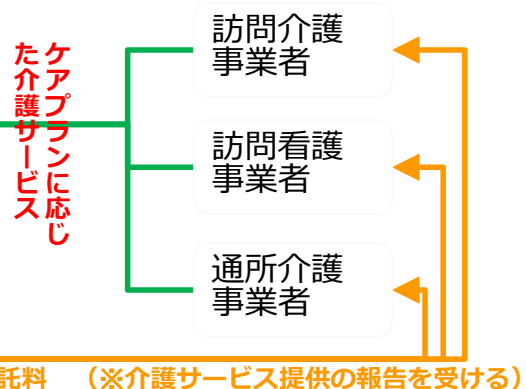 ケアプランに応じ
た介護サービス
訪問介護
事業者
訪問看護
事業者
通所介護
事業者
託料 （※介護サービス提供の報告を受ける）